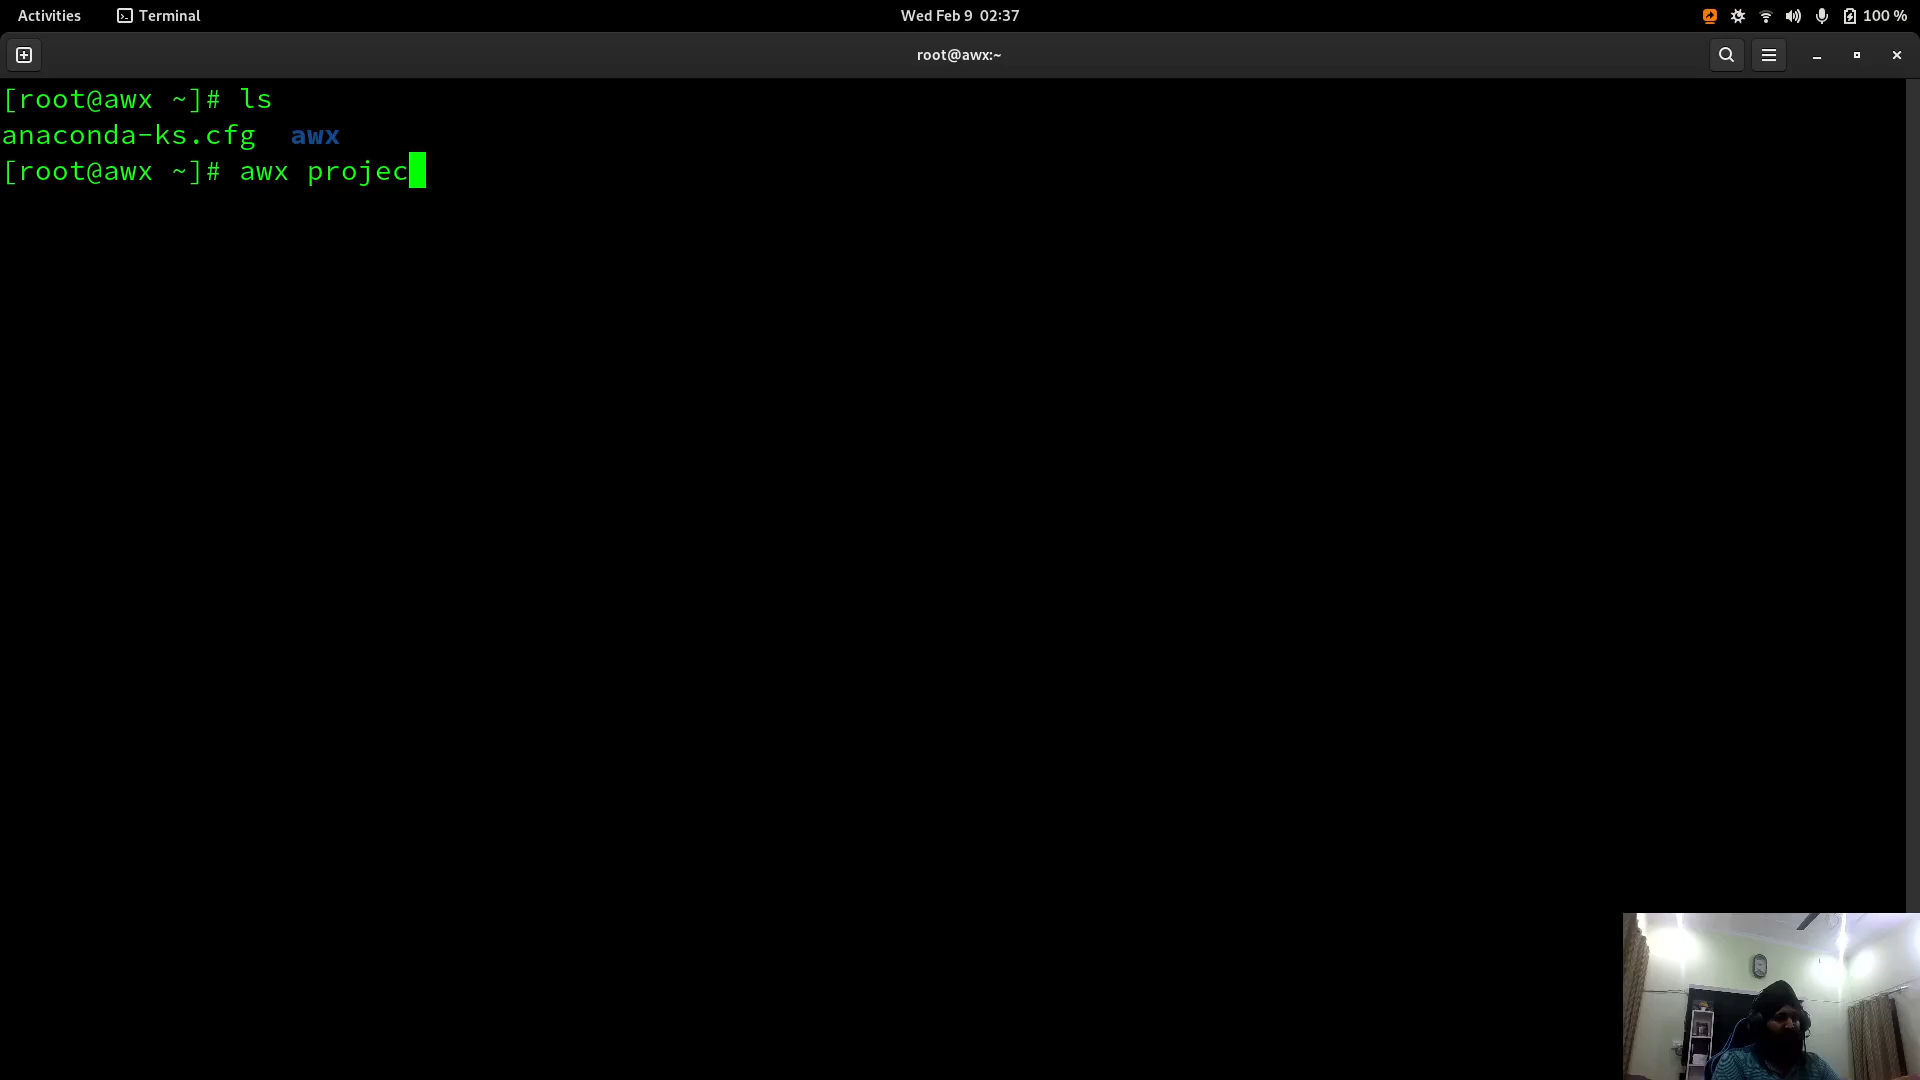 Activities Terminal Wed Feb 9 02:37 100 %
root@awx:~
[root@awx ~]# ls
anaconda-ks.cfg awx
[root@awx ~]# awx projec